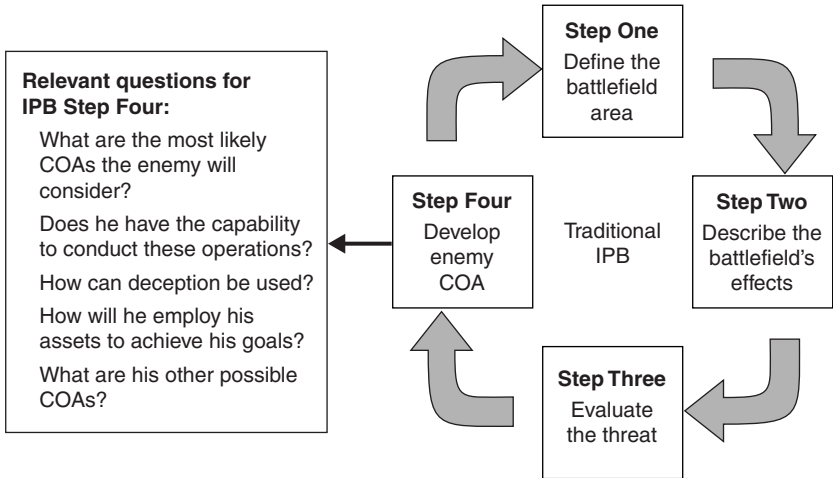 Relevant questions for
IPB Step Four:
What are the most likely
COAs the enemy will
consider?
Does he have the capability
to conduct these operations?
How can deception be used?
How will he employ his
assets to achieve his goals?
What are his other possible
COAs?
Step One
Define the
battlefield
area
Step Two
Describe the
battlefield's
effects
Step Three
Evaluate
the threat
Step Four
Develop
enemy
COA
Traditional
IPB